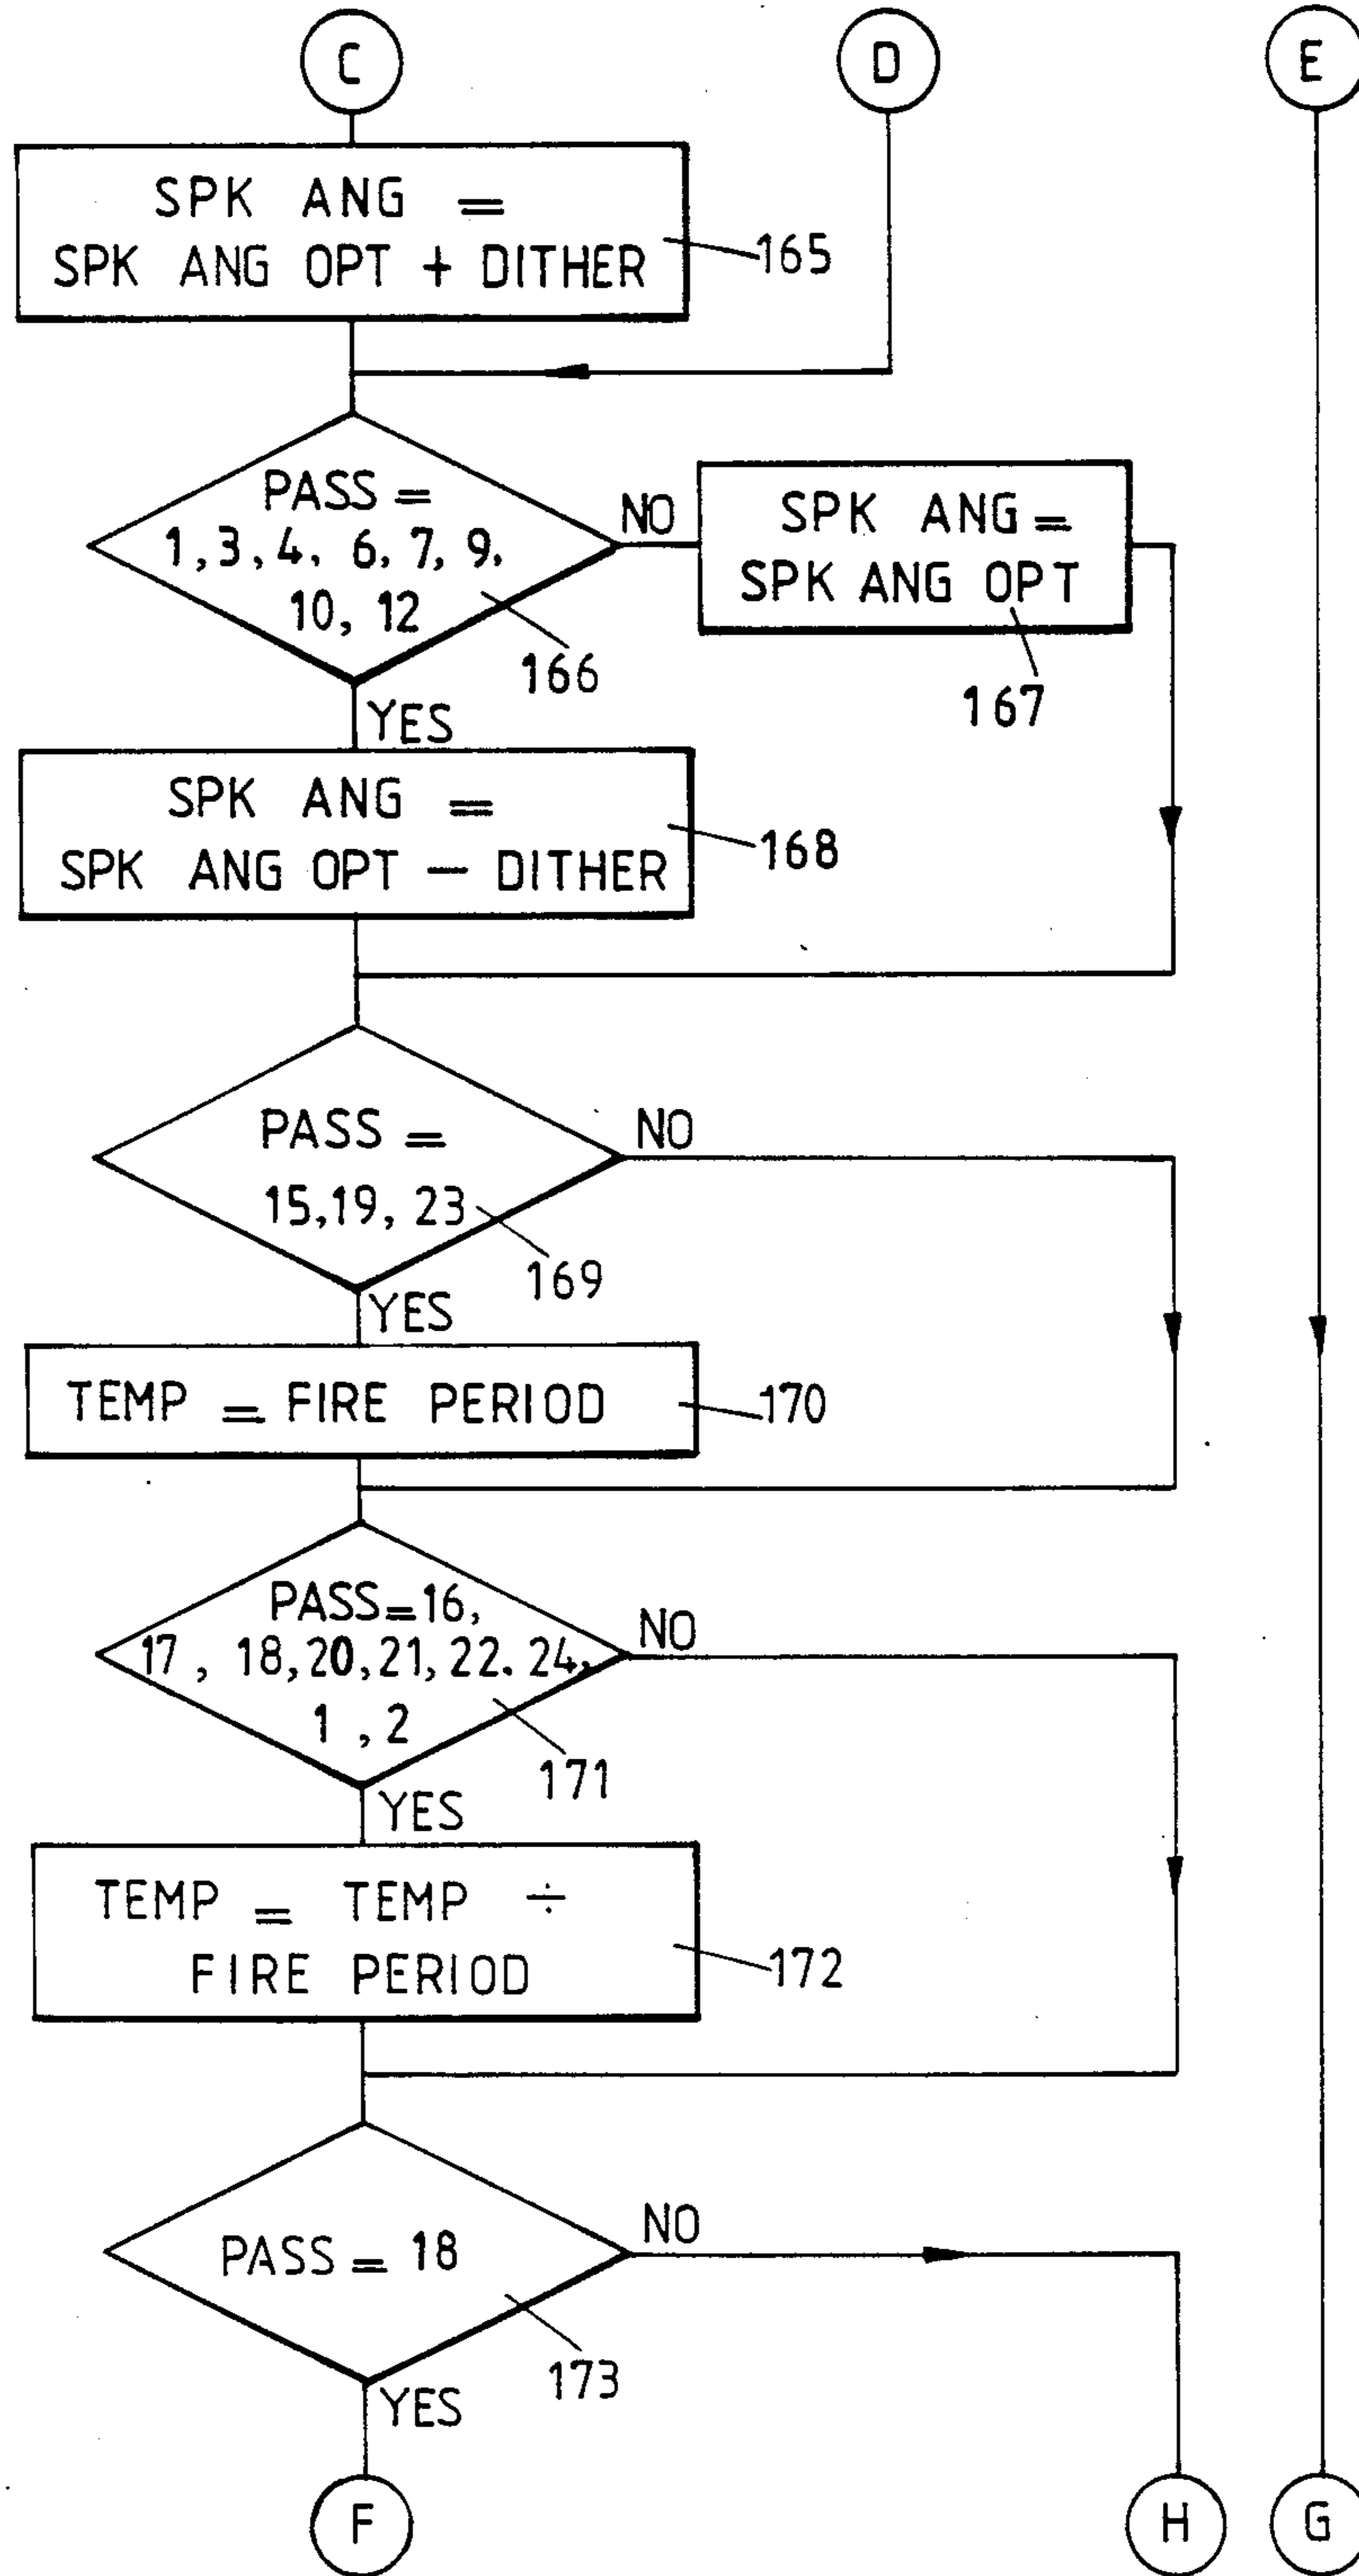 C
D
E
SPK ANG =
SPK ANG OPT + DITHER
165
PASS =
1,3,4. 6,7,9.
10, 12
166
NO
SPK ANG =
SPK ANG OPT
167
YES
SPK ANG =
SPK ANG OPT − DITHER
168
PASS =
15,19, 23
169
NO
YES
TEMP = FIRE PERIOD
170
PASS=16,
17, 18,20,21,22. 24.
1,2
171
NO
YES
TEMP = TEMP ÷
FIRE PERIOD
172
PASS = 18
173
NO
YES
F
H
G